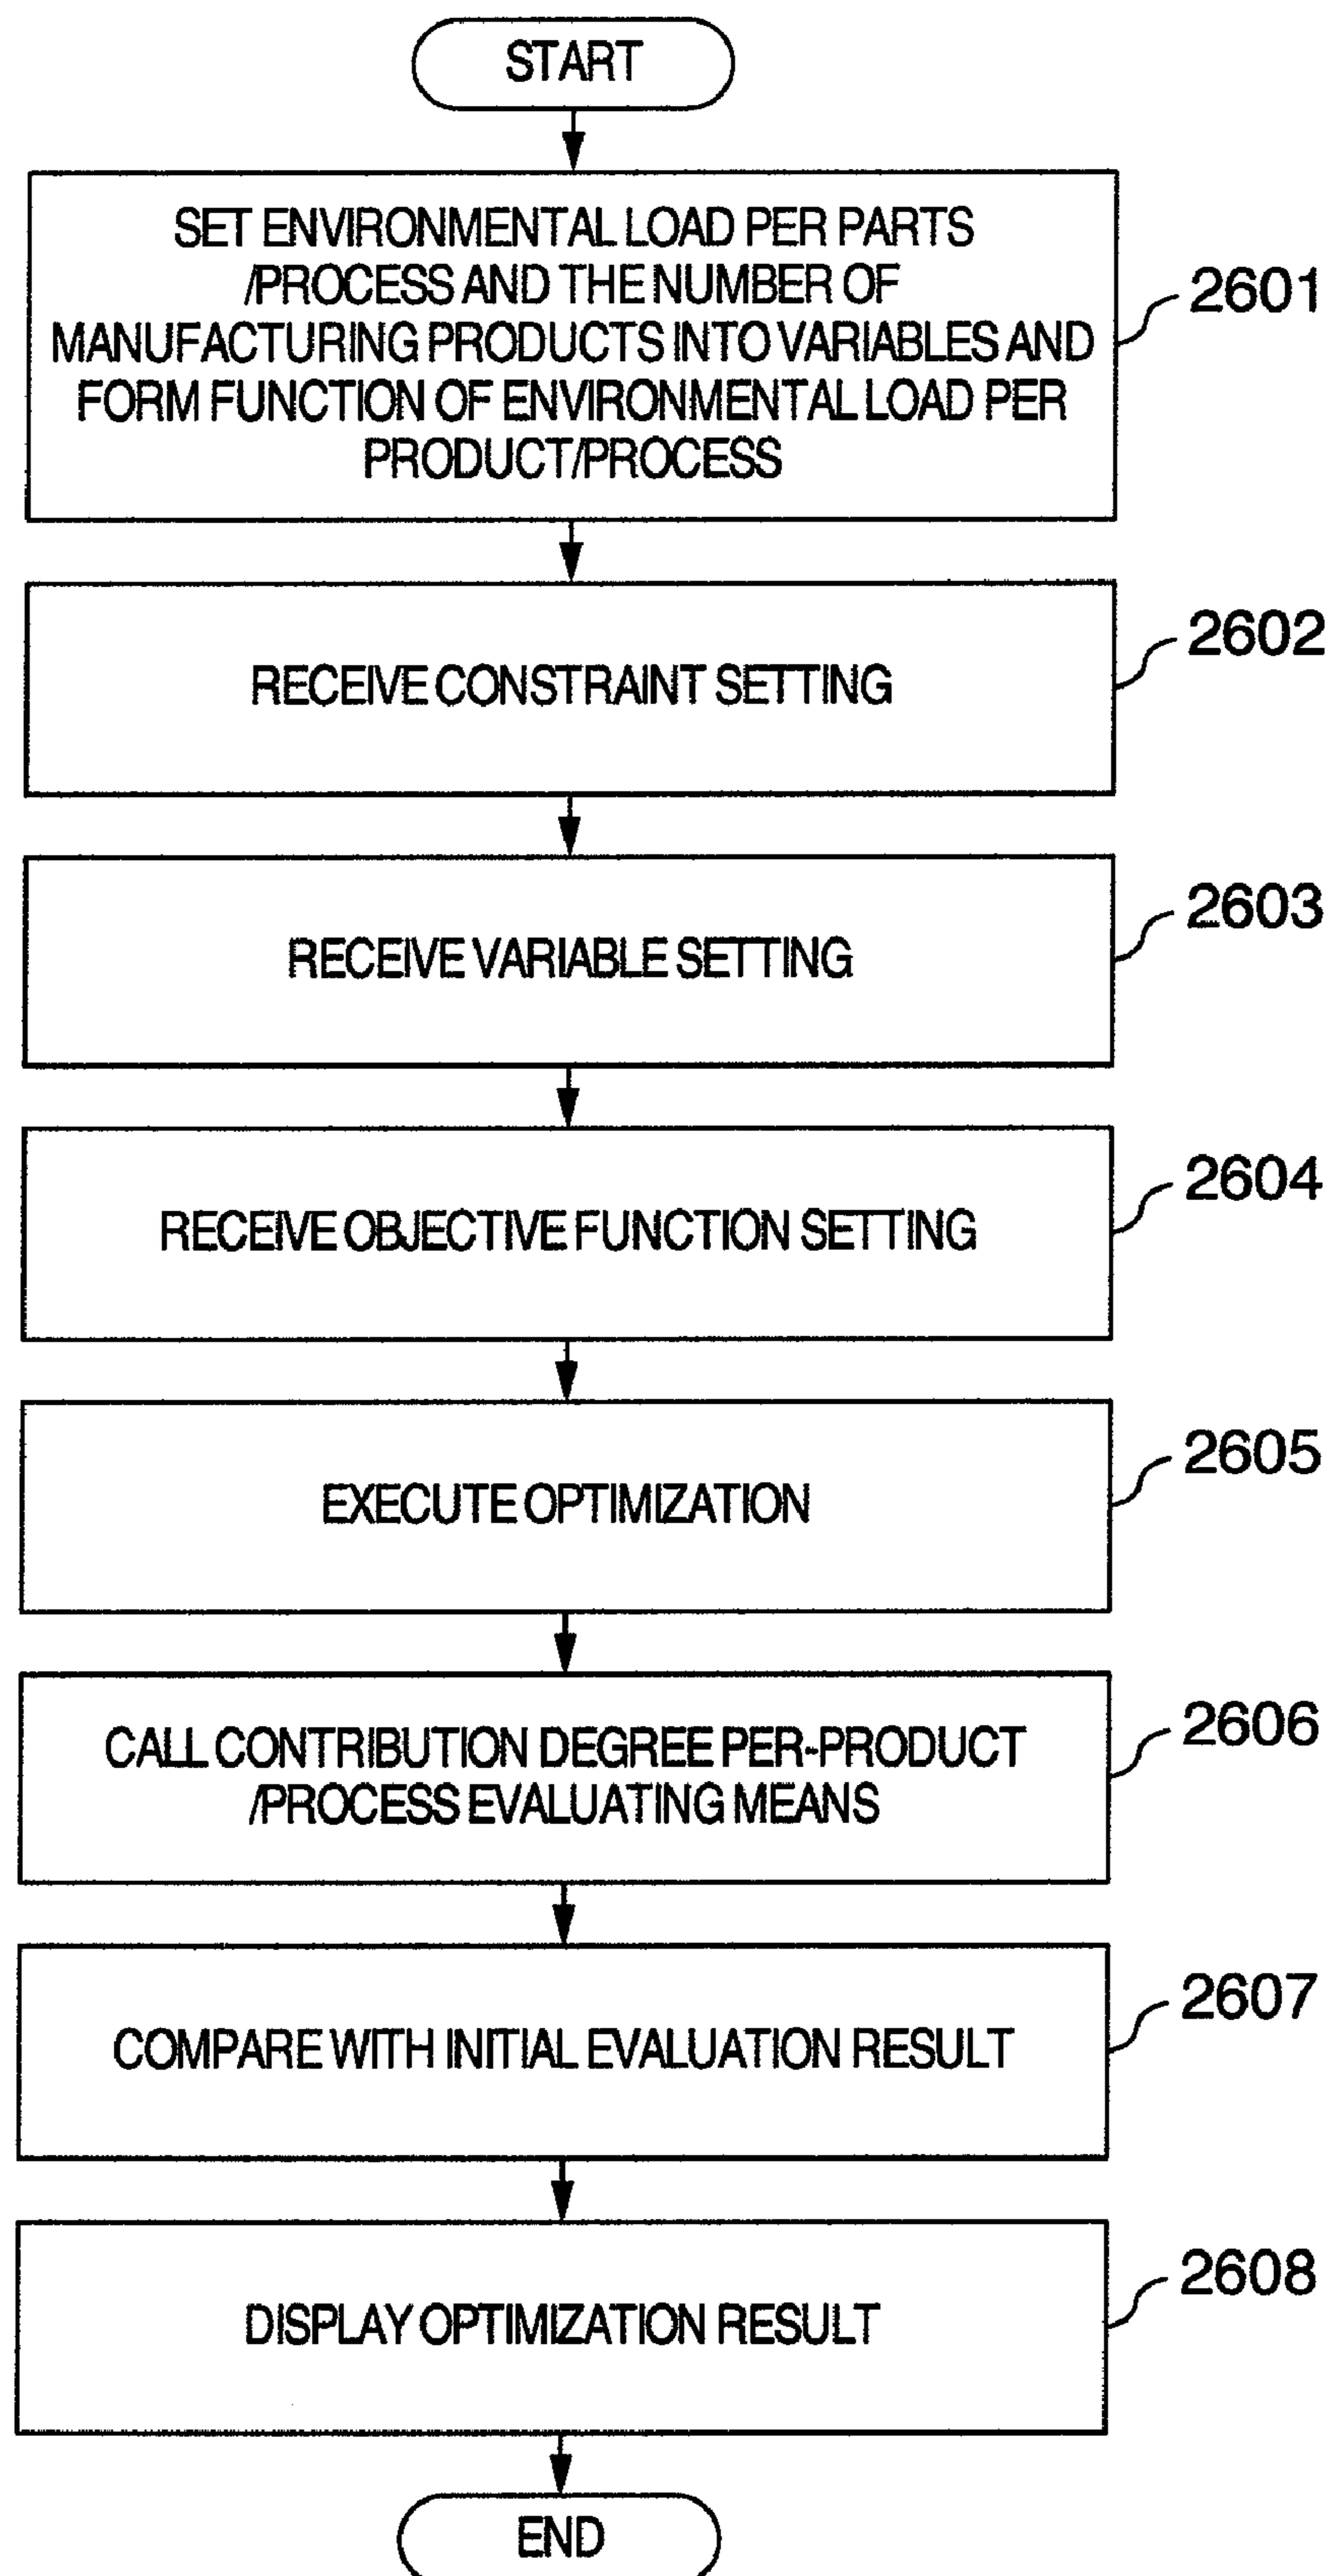 START
SET ENVIRONMENTAL LOAD PER PARTS
/PROCESS AND THE NUMBER OF
MANUFACTURING PRODUCTS INTO VARIABLES AND
FORM FUNCTION OF ENVIRONMENTAL LOAD PER
PRODUCT/PROCESS
2601
RECEIVE CONSTRAINT SETTING
2602
RECEIVE VARIABLE SETTING
2603
RECEIVE OBJECTIVE FUNCTION SETTING
2604
EXECUTE OPTIMIZATION
2605
CALL CONTRIBUTION DEGREE PER-PRODUCT
/PROCESS EVALUATING MEANS
2606
COMPARE WITH INITIAL EVALUATION RESULT
2607
DISPLAY OPTIMIZATION RESULT
2608
END